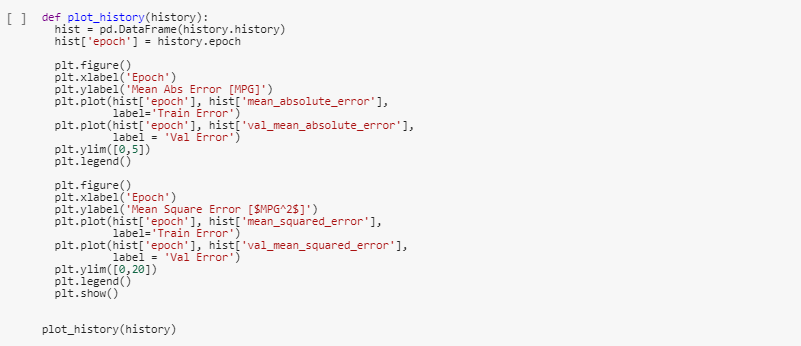 [ ] def plot_history(history):
hist = pd.DataFrame(history.history)
hist['epoch'] = history.epoch
plt.figure()
plt.xlabel('Epoch')
plt.ylabel('Mean Abs Error [MPG]')
plt.plot(hist['epoch'], hist['mean_absolute_error'],
label='Train Error')
plt.plot(hist['epoch'], hist['val_mean_absolute_error'],
label = 'Val Error')
plt.ylim([0,5])
plt.legend()
plt.figure()
plt.xlabel('Epoch')
plt.ylabel('Mean Square Error [$MPG^2$]')
plt.plot(hist['epoch'], hist['mean_squared_error'],
label='Train Error')
plt.plot(hist['epoch'], hist['val_mean_squared_error'],
label = 'Val Error')
plt.ylim([0,20])
plt.legend()
plt.show()
plot_history(history)